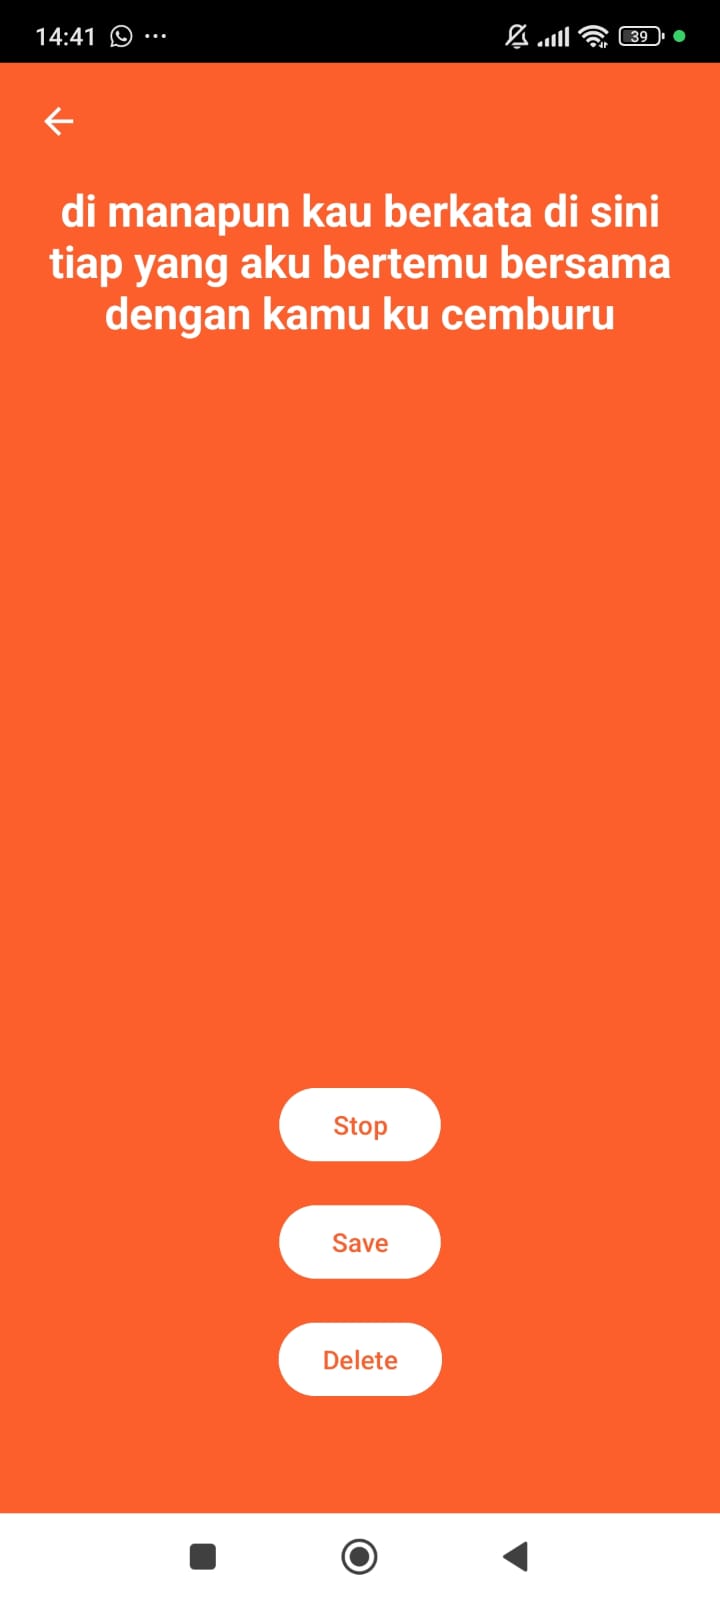 14:41
39
di manapun kau berkata di sini
tiap yang aku bertemu bersama
dengan kamu ku cemburu
Stop
Save
Delete